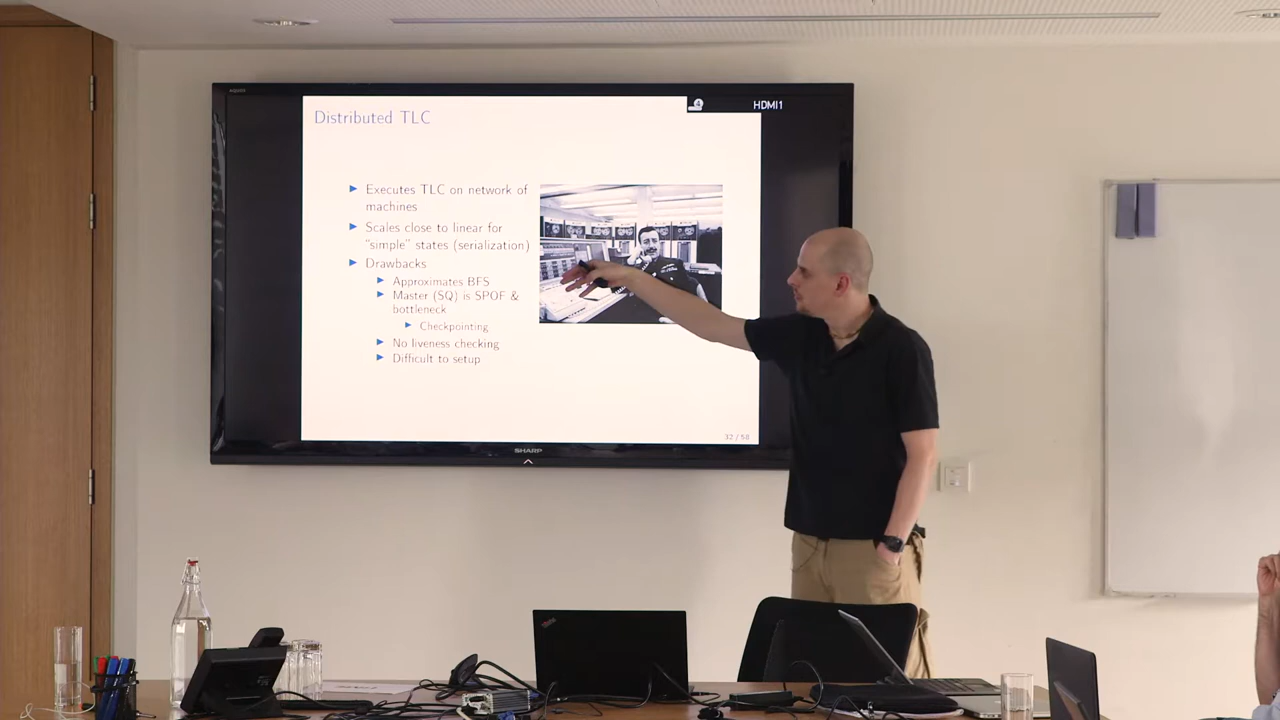 HDMI1
Distributed TLC
Executes TLC on network of
machines
Scales close to linear for
"simple" states (serialization)
Drawbacks
Approximates BFS
Master (SQ) is SPOF &
bottleneck
Checkpointing
No liveness checking
Difficult to setup
32 / 58
SHARP